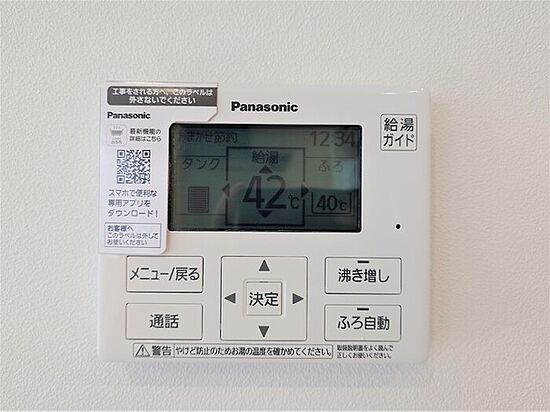 工事をされる方へ、このラベルは
外さないでください
Panasonic
最新機能の
詳細はこちら
スマホで便利な
専用アプリを
ダウンロード!
お客様へ
このラベルは外して
お使いください
Panasonic
給湯
ガイド
おまかせ節約
12:34
タンク
給湯
ふろ
42℃
40℃
メニュー/戻る
決定
沸き増し
通話
ふろ自動
警告 やけど防止のためお湯の温度を確かめてください。
取扱説明書をよく読んで
正しくお使いください。